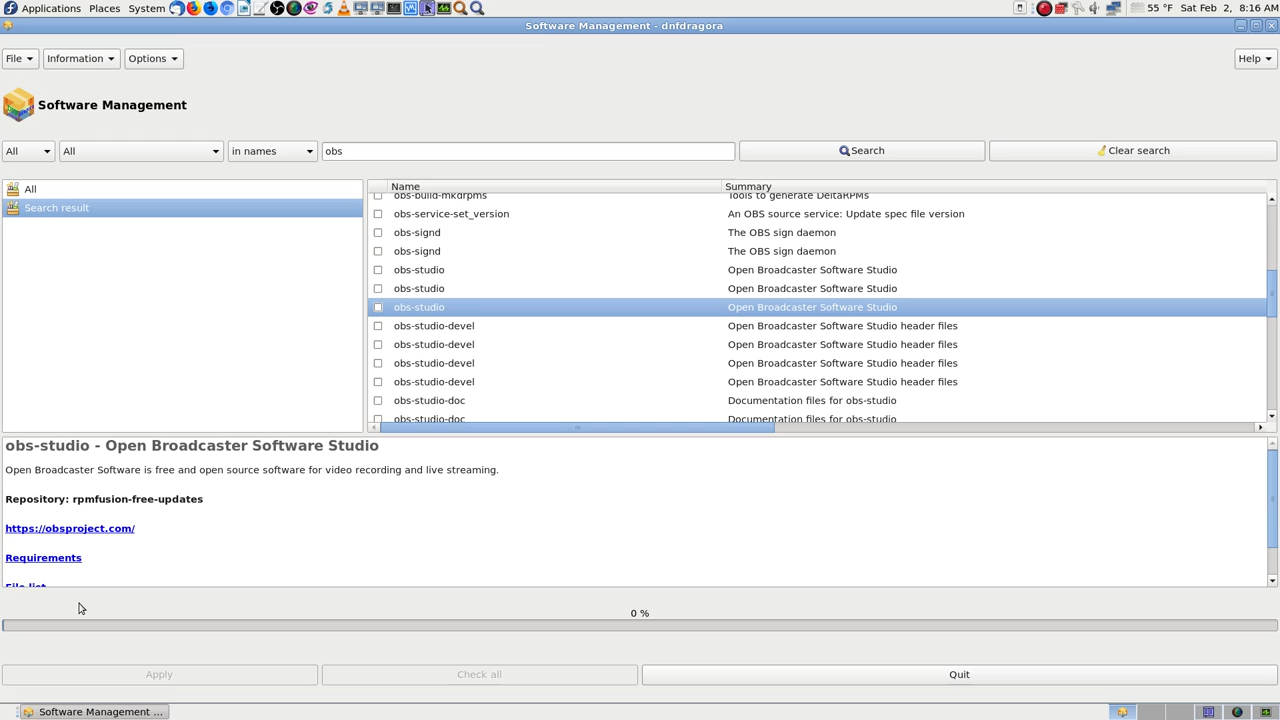 Applications Places System 55 °F Sat Feb 2, 8:16 AM
Software Management - dnfdragora
File Information Options Help
Software Management
All All in names obs Search Clear search
All
Search result
Name Summary
obs-build-mkdrpms Tools to generate DeltaRPMs
obs-service-set_version An OBS source service: Update spec file version
obs-signd The OBS sign daemon
obs-signd The OBS sign daemon
obs-studio Open Broadcaster Software Studio
obs-studio Open Broadcaster Software Studio
obs-studio Open Broadcaster Software Studio
obs-studio-devel Open Broadcaster Software Studio header files
obs-studio-devel Open Broadcaster Software Studio header files
obs-studio-devel Open Broadcaster Software Studio header files
obs-studio-devel Open Broadcaster Software Studio header files
obs-studio-doc Documentation files for obs-studio
obs-studio-doc Documentation files for obs-studio
obs-studio - Open Broadcaster Software Studio
Open Broadcaster Software is free and open source software for video recording and live streaming.
Repository: rpmfusion-free-updates
https://obsproject.com/
Requirements
File list
0 %
Apply Check all Quit
Software Management ...